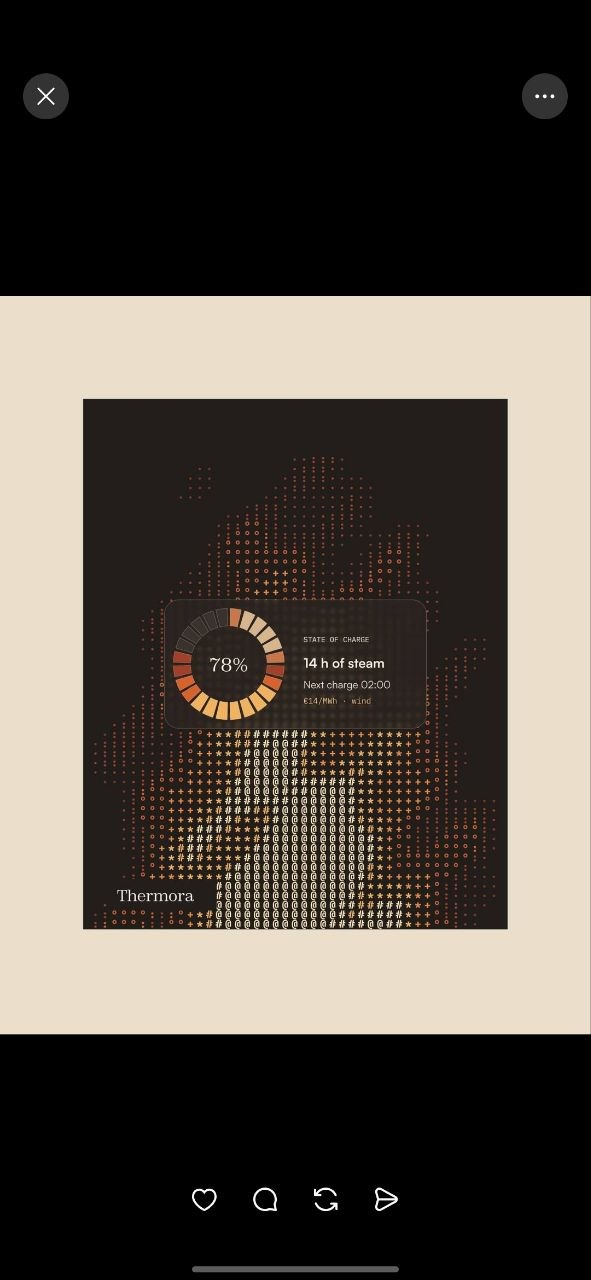 STATE OF CHARGE
78%
14 h of steam
Next charge 02:00
€14/MWh · wind
Thermora